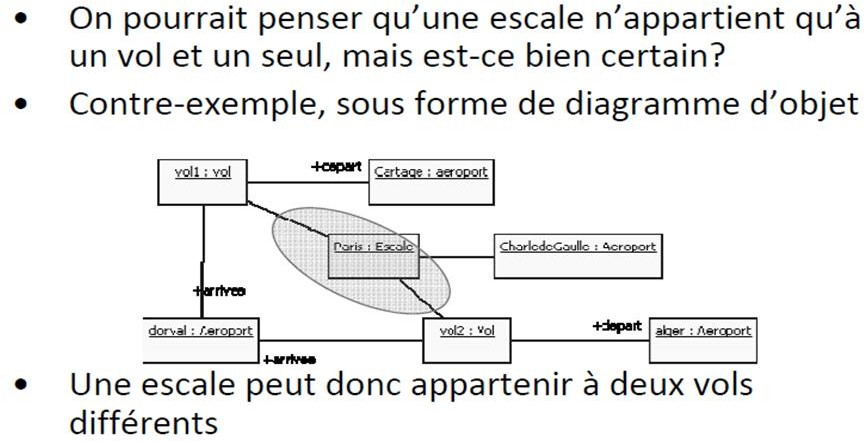 On pourrait penser qu’une escale n’appartient qu’à
un vol et un seul, mais est-ce bien certain?
Contre-exemple, sous forme de diagramme d’objet
vol1 : vol
+depart
Cartage : aeroport
Paris : Escale
CharledeGaulle : Aeroport
+arrivee
dorval : Aeroport
+arrivee
vol2 : Vol
+depart
alger : Aeroport
Une escale peut donc appartenir à deux vols
différents